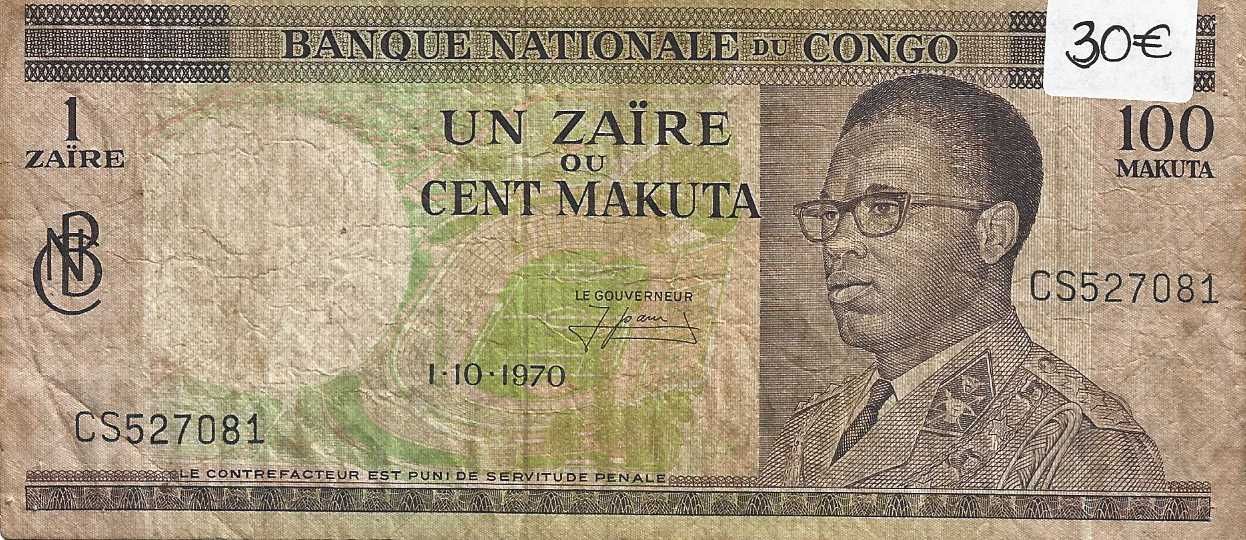 BANQUE NATIONALE DU CONGO
30€
1
ZAÏRE
UN ZAÏRE
OU
CENT MAKUTA
100
MAKUTA
BNC
LE GOUVERNEUR
CS527081
1·10·1970
CS527081
LE CONTREFACTEUR EST PUNI DE SERVITUDE PENALE